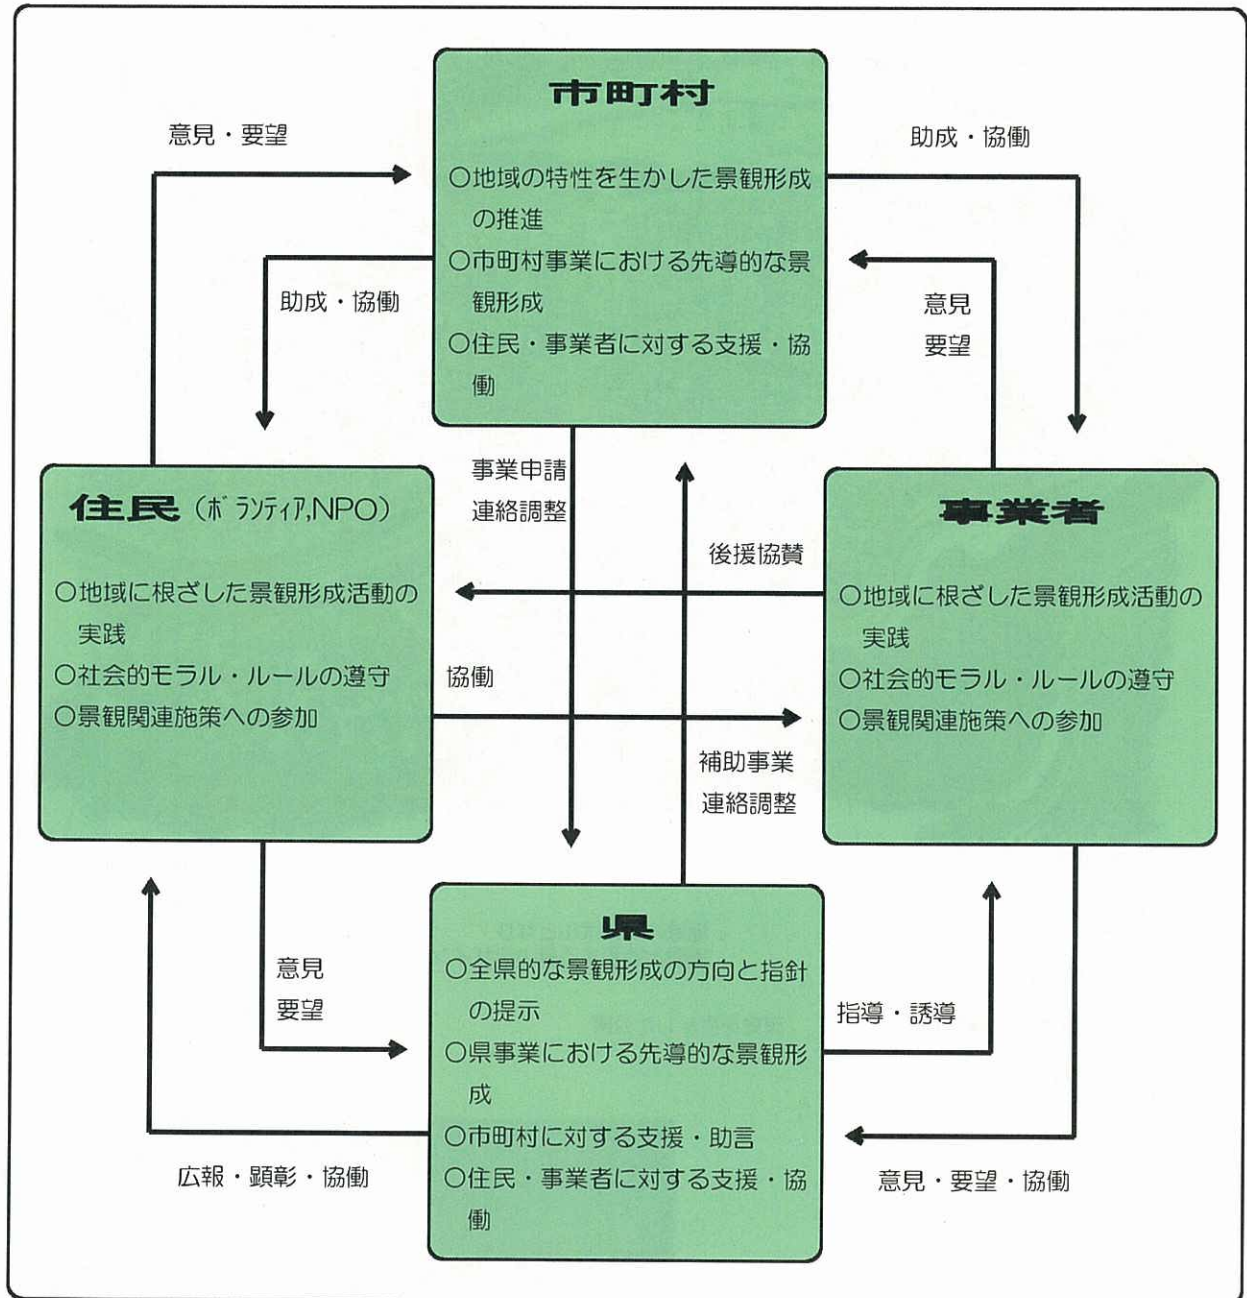 市町村
意見・要望
助成・協働
○地域の特性を生かした景観形成
の推進
○市町村事業における先導的な景
観形成
○住民・事業者に対する支援・協
働
助成・協働
意見
要望
事業申請
連絡調整
住民(ボランティア,NPO)
○地域に根ざした景観形成活動の
実践
○社会的モラル・ルールの遵守
○景観関連施策への参加
後援協賛
協働
事業者
○地域に根ざした景観形成活動の
実践
○社会的モラル・ルールの遵守
○景観関連施策への参加
補助事業
連絡調整
県
○全県的な景観形成の方向と指針
の提示
○県事業における先導的な景観形
成
○市町村に対する支援・助言
○住民・事業者に対する支援・協
働
意見
要望
指導・誘導
広報・顕彰・協働
意見・要望・協働